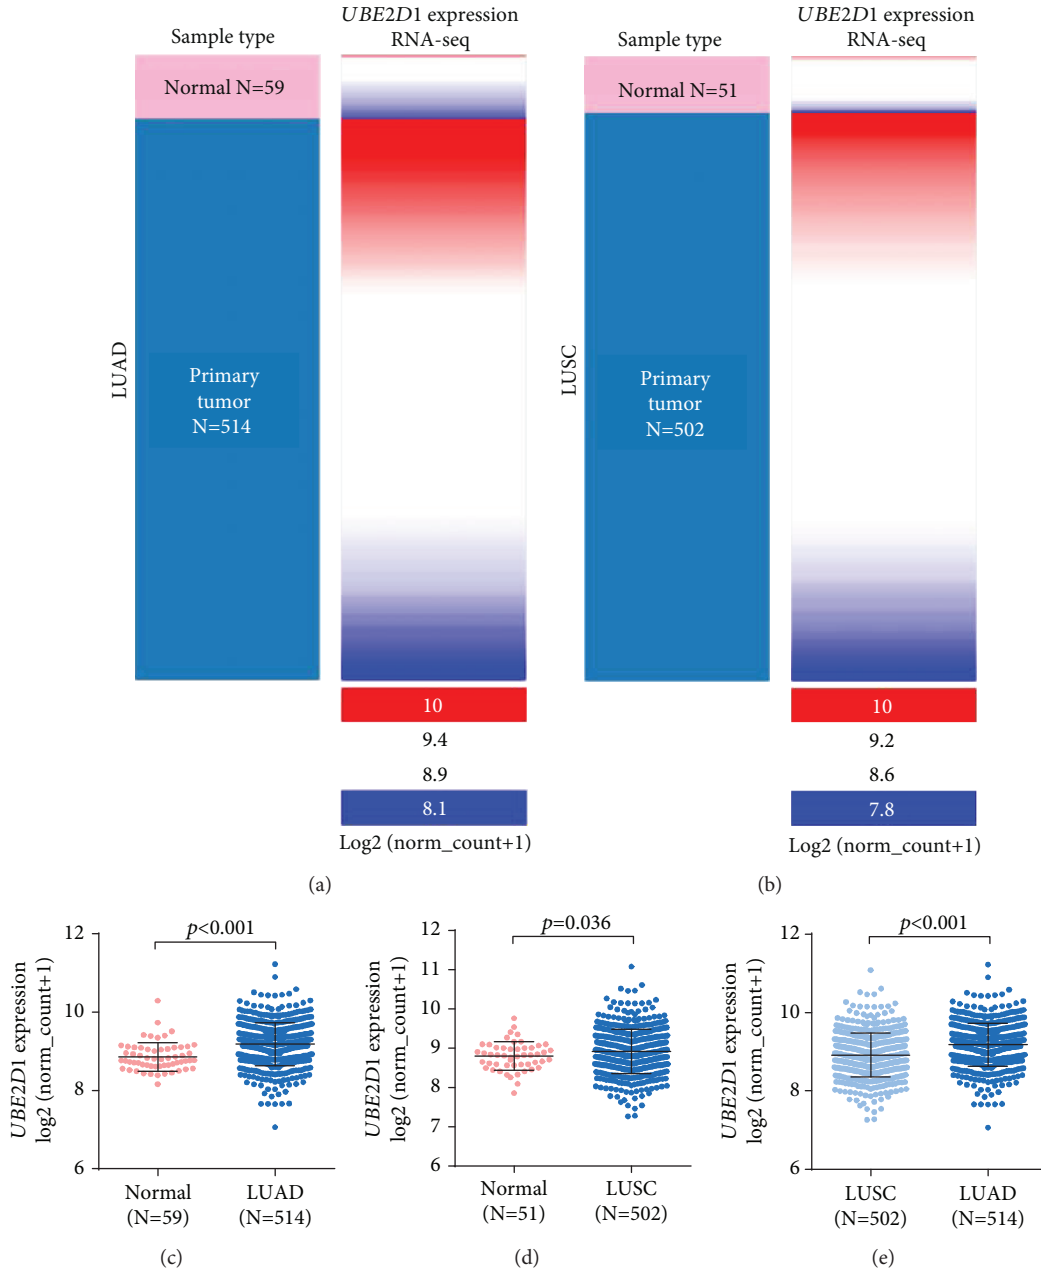 Sample type
UBE2D1 expression
RNA-seq
Normal N=59
LUAD
Primary
tumor
N=514
10
9.4
8.9
8.1
Log2 (norm_count+1)
(a)
Sample type
UBE2D1 expression
RNA-seq
Normal N=51
LUSC
Primary
tumor
N=502
10
9.2
8.6
7.8
Log2 (norm_count+1)
(b)
UBE2D1 expression
log2 (norm_count+1)
12
10
8
6
p<0.001
Normal
(N=59)
LUAD
(N=514)
(c)
UBE2D1 expression
log2 (norm_count+1)
12
11
10
9
8
7
6
p=0.036
Normal
(N=51)
LUSC
(N=502)
(d)
UBE2D1 expression
log2 (norm_count+1)
12
10
8
6
p<0.001
LUSC
(N=502)
LUAD
(N=514)
(e)